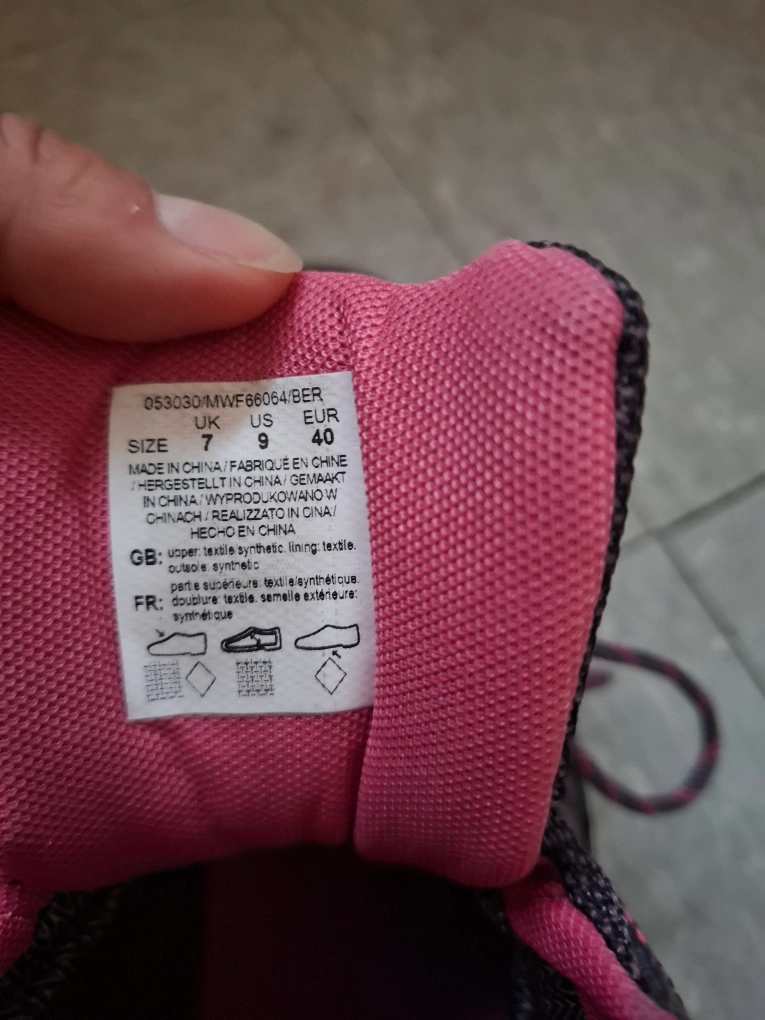 053030/MWF66064/BER
UK US EUR
SIZE 7 9 40
MADE IN CHINA / FABRIQUÉ EN CHINE
/ HERGESTELLT IN CHINA / GEMAAKT
IN CHINA / WYPRODUKOWANO W
CHINACH / REALIZZATO IN CINA /
HECHO EN CHINA
GB: upper: textile/synthetic. lining: textile.
outsole: synthetic
partie supérieure: textile/synthétique.
FR: doublure: textile. semelle extérieure:
synthétique